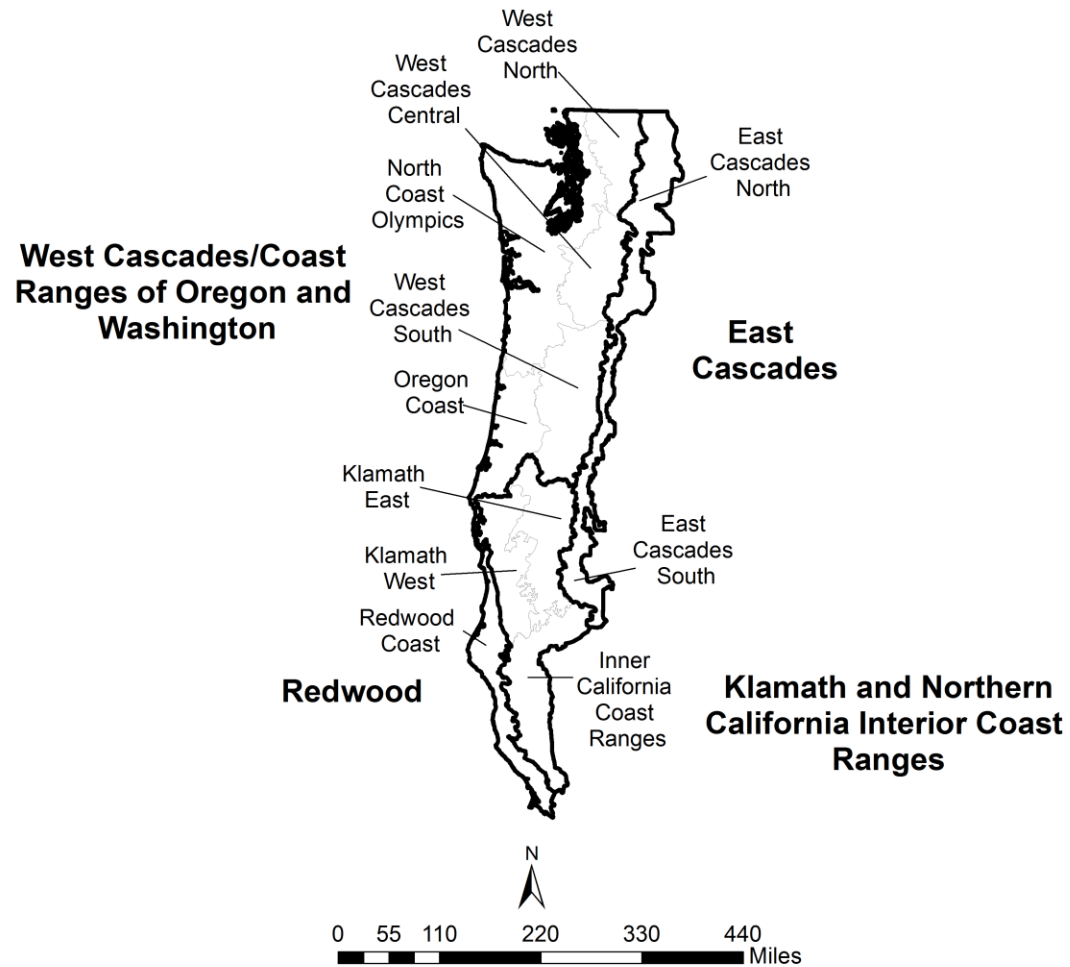 West
Cascades
North
West
Cascades
Central
East
Cascades
North
North
Coast
Olympics
West Cascades/Coast
Ranges of Oregon and
Washington
West
Cascades
South
East
Cascades
Oregon
Coast
Klamath
East
East
Cascades
South
Klamath
West
Redwood
Coast
Redwood
Inner
California
Coast
Ranges
Klamath and Northern
California Interior Coast
Ranges
N
0 55 110 220 330 440
Miles